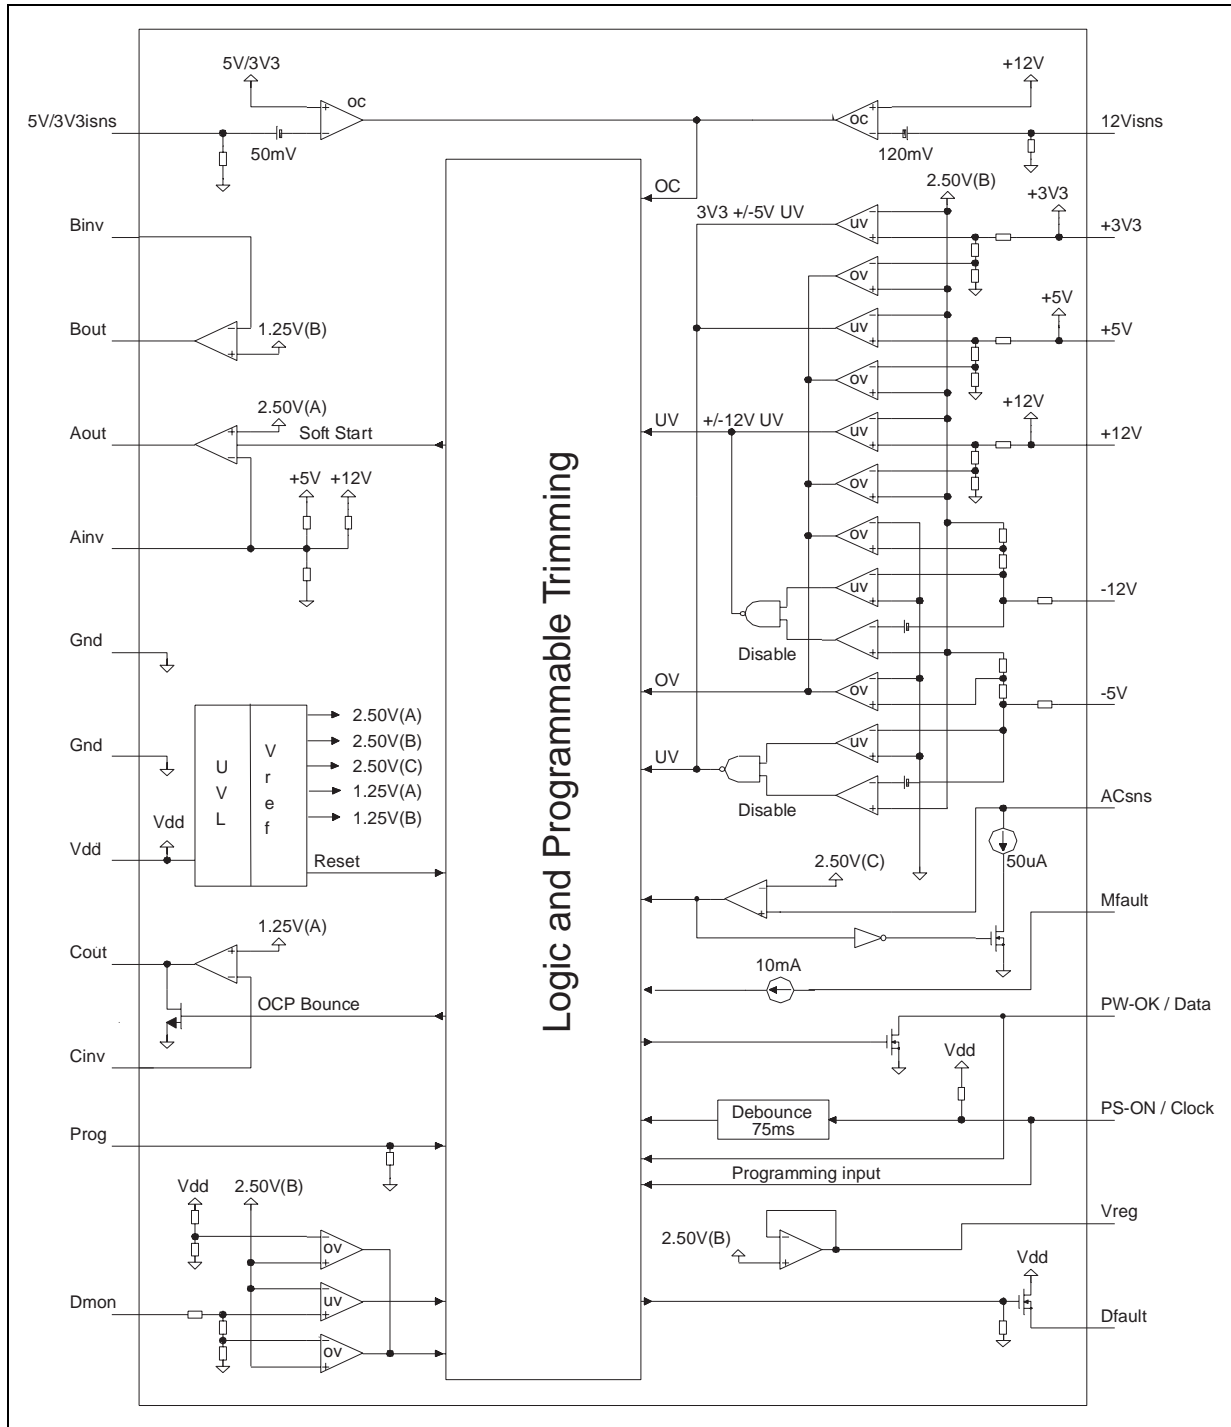 5V/3V3
oc
+12V
oc
5V/3V3isns
50mV
120mV
12Visns
OC
2.50V(B)
3V3 +/-5V UV
uv
+3V3
+3V3
Binv
ov
+5V
Bout
1.25V(B)
uv
+5V
ov
2.50V(A)
+12V
Aout
Soft Start
UV
+/-12V UV
uv
+12V
+5V
+12V
ov
Ainv
ov
uv
-12V
Gnd
Disable
Logic and Programmable Trimming
OV
ov
-5V
2.50V(A)
Gnd
UVL
Vref
2.50V(B)
2.50V(C)
1.25V(A)
1.25V(B)
UV
uv
Disable
ACsns
Vdd
Vdd
Reset
50uA
2.50V(C)
Mfault
1.25V(A)
Cout
10mA
OCP Bounce
PW-OK / Data
Cinv
Vdd
Debounce
75ms
PS-ON / Clock
Prog
Programming input
Vdd
2.50V(B)
Vreg
2.50V(B)
ov
Vdd
Dmon
uv
Dfault
ov